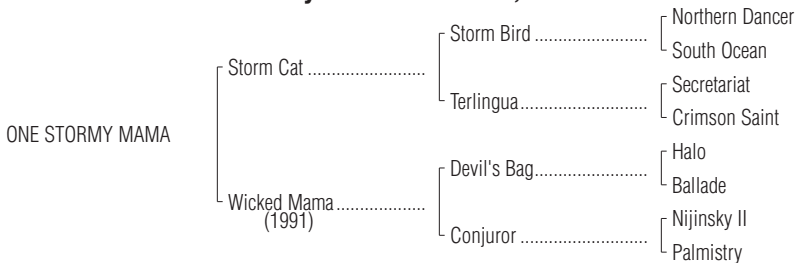 Northern Dancer
Storm Bird ..........................
South Ocean
Storm Cat ..........................
Secretariat
Terlingua.............................
Crimson Saint
ONE STORMY MAMA
Halo
Devil's Bag..........................
Ballade
Wicked Mama....................
(1991)
Nijinsky II
Conjuror .............................
Palmistry